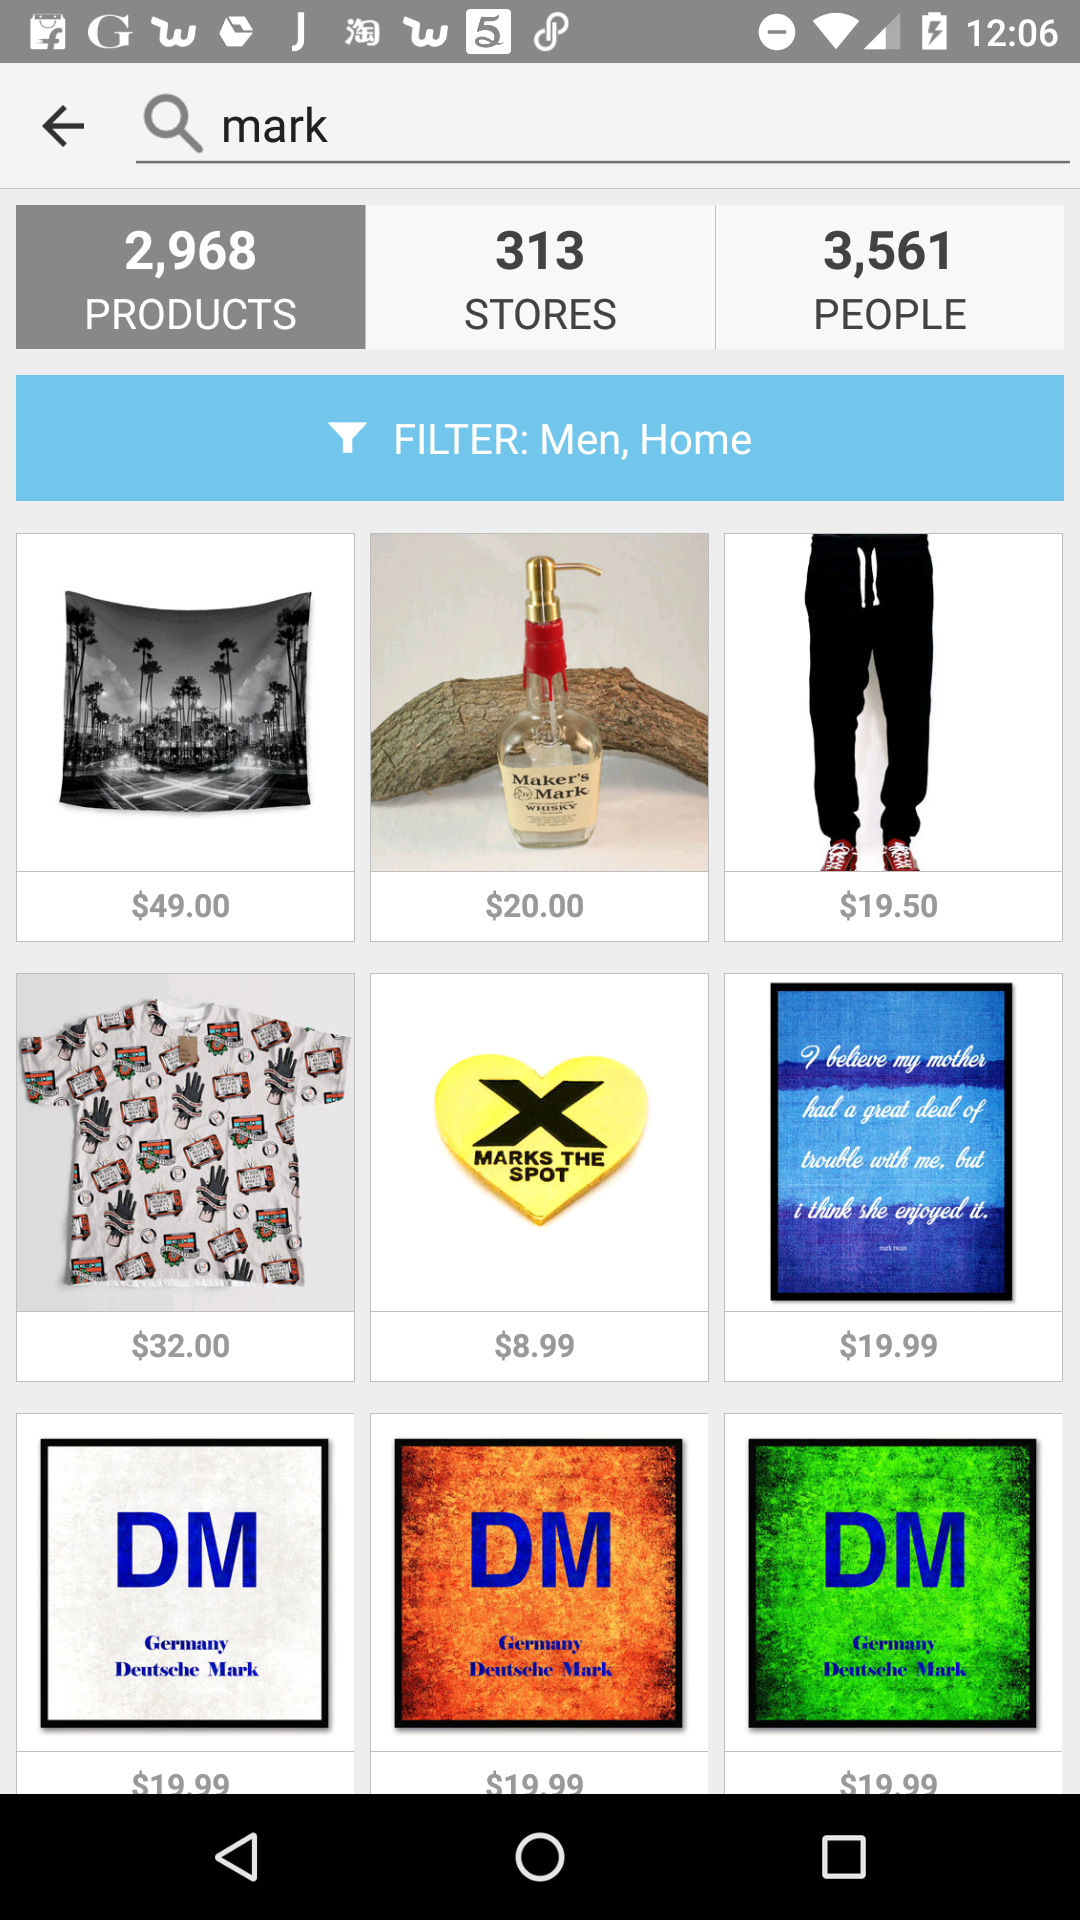 12:06
mark
2,968
313
3,561
PRODUCTS
STORES
PEOPLE
FILTER: Men, Home
Maker's
Mark
WHISKY
$49.00
$20.00
$19.50
X
MARKS THE
SPOT
I believe my mother
had a great deal of
trouble with me, but
i think she enjoyed it.
mark twain
$32.00
$8.99
$19.99
DM
Germany
Deutsche Mark
DM
Germany
Deutsche Mark
DM
Germany
Deutsche Mark
$19.99
$19.99
$19.99